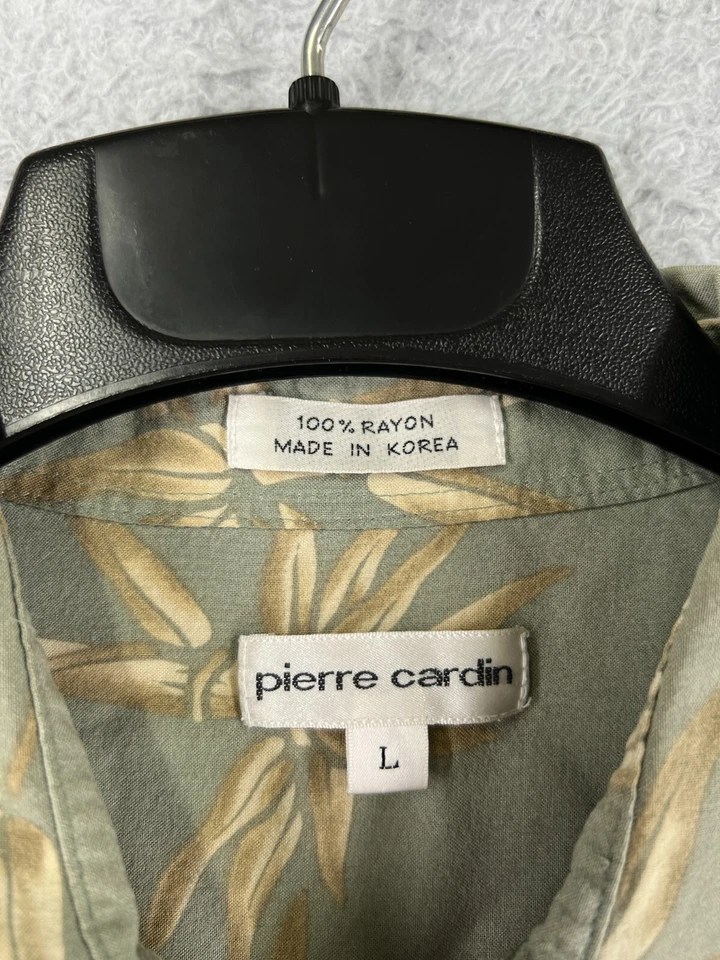 100% RAYON
MADE IN KOREA
pierre cardin
L